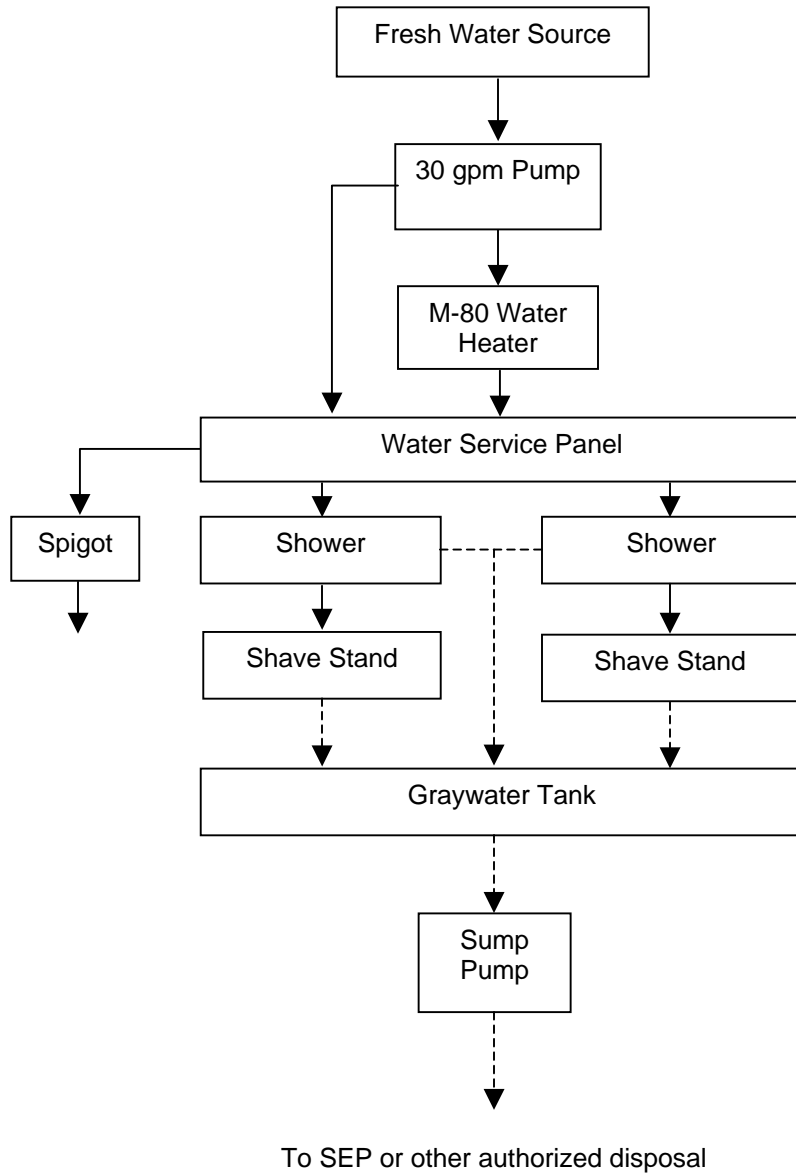 Fresh Water Source
30 gpm Pump
M-80 Water
Heater
Water Service Panel
Spigot
Shower
Shower
Shave Stand
Shave Stand
Graywater Tank
Sump
Pump
To SEP or other authorized disposal